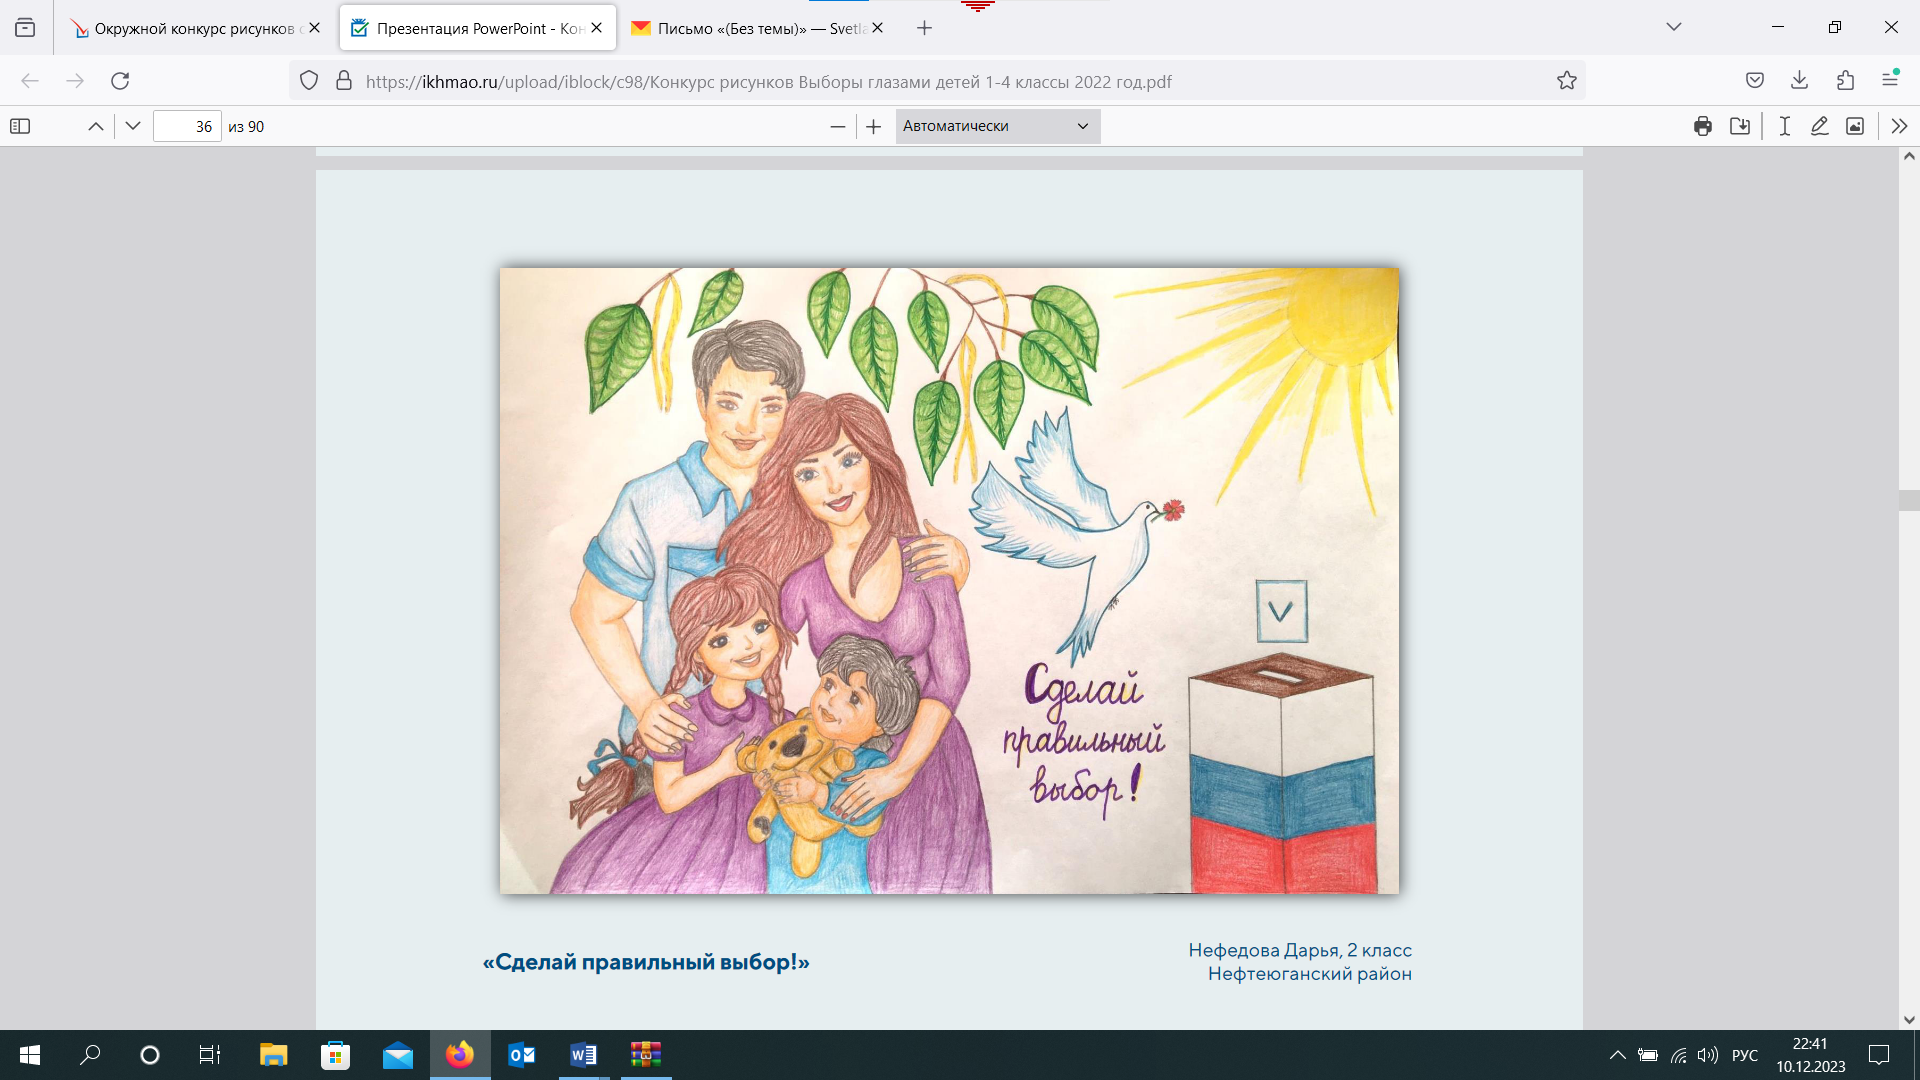 Окружной конкурс рисунков с
Презентация PowerPoint - Кон
Письмо «(Без темы)» — Svetla
https://ikhmao.ru/upload/iblock/c98/Конкурс рисунков Выборы глазами детей 1-4 классы 2022 год.pdf
36 из 90
Автоматически
Сделай
правильный
выбор!
«Сделай правильный выбор!»
Нефедова Дарья, 2 класс
Нефтеюганский район
РУС
22:41
10.12.2023